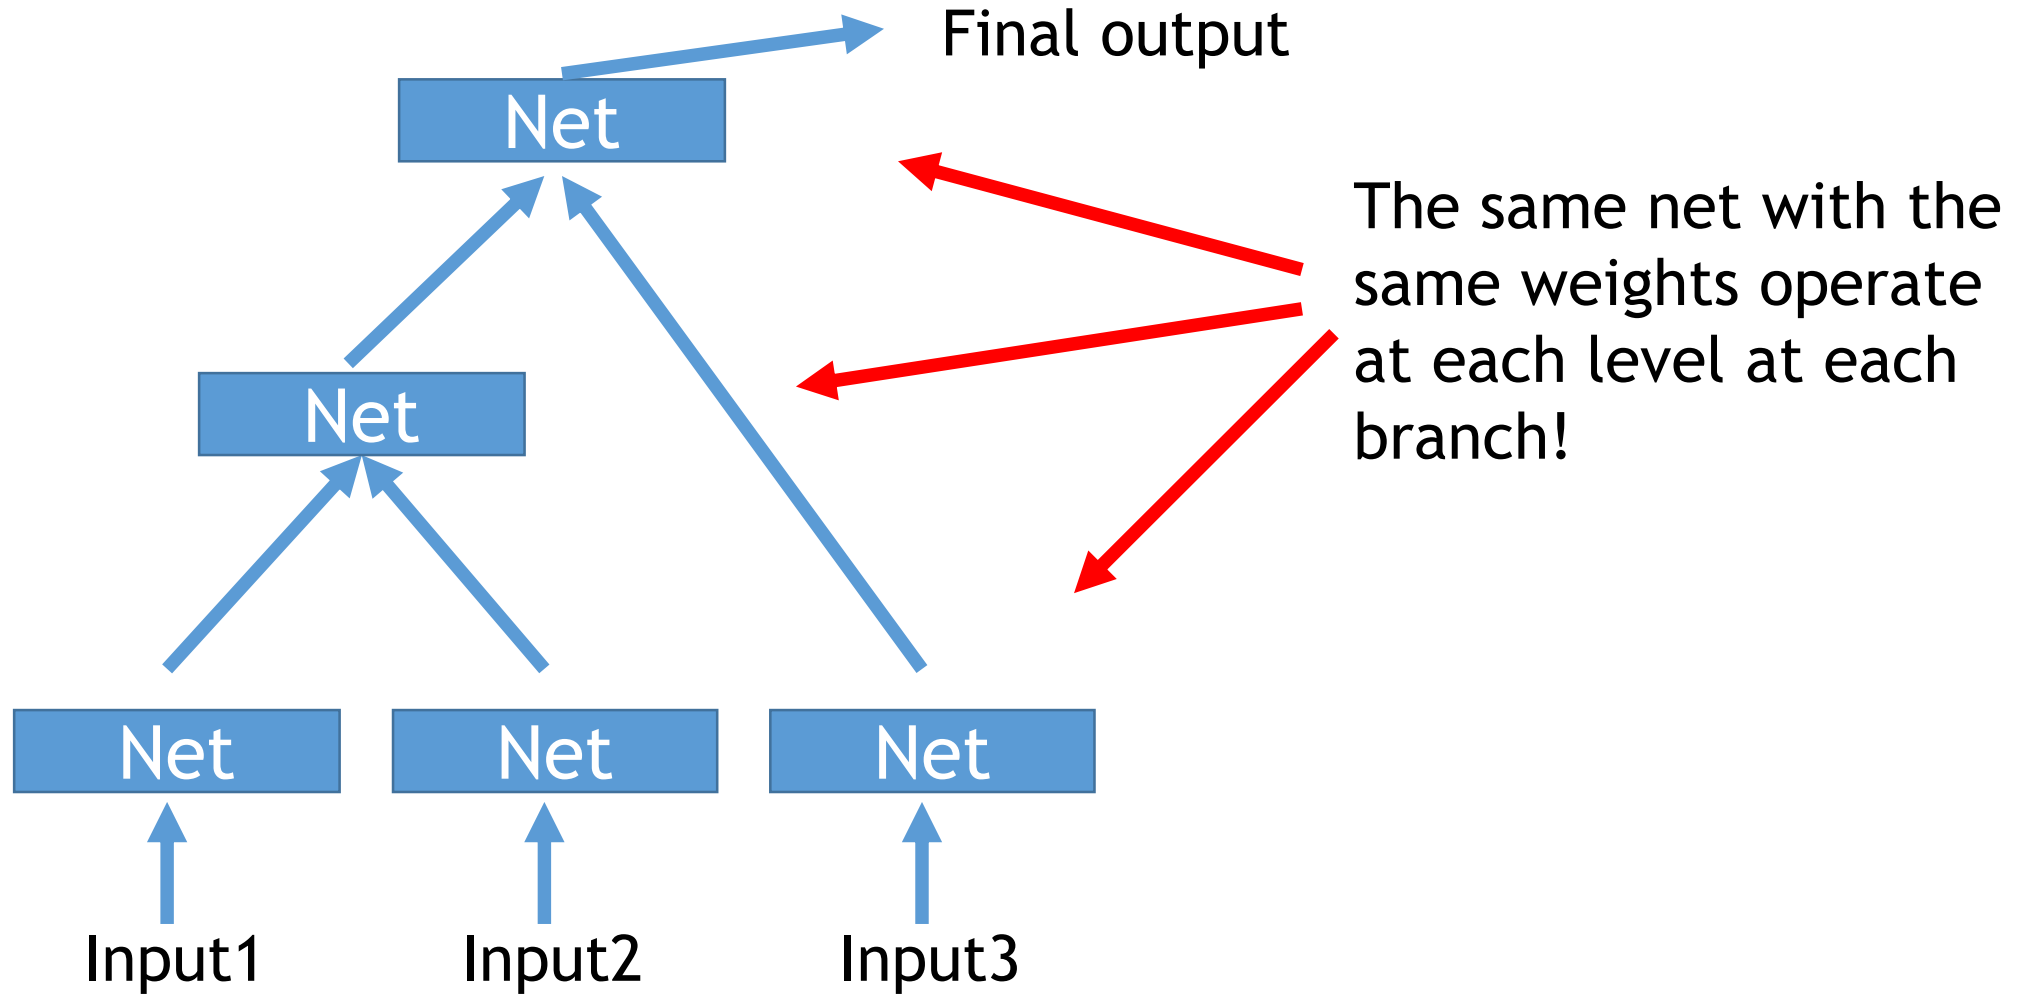 Final output
Net
The same net with the
same weights operate
at each level at each
branch!
Net
Net
Net
Net
Input1
Input2
Input3